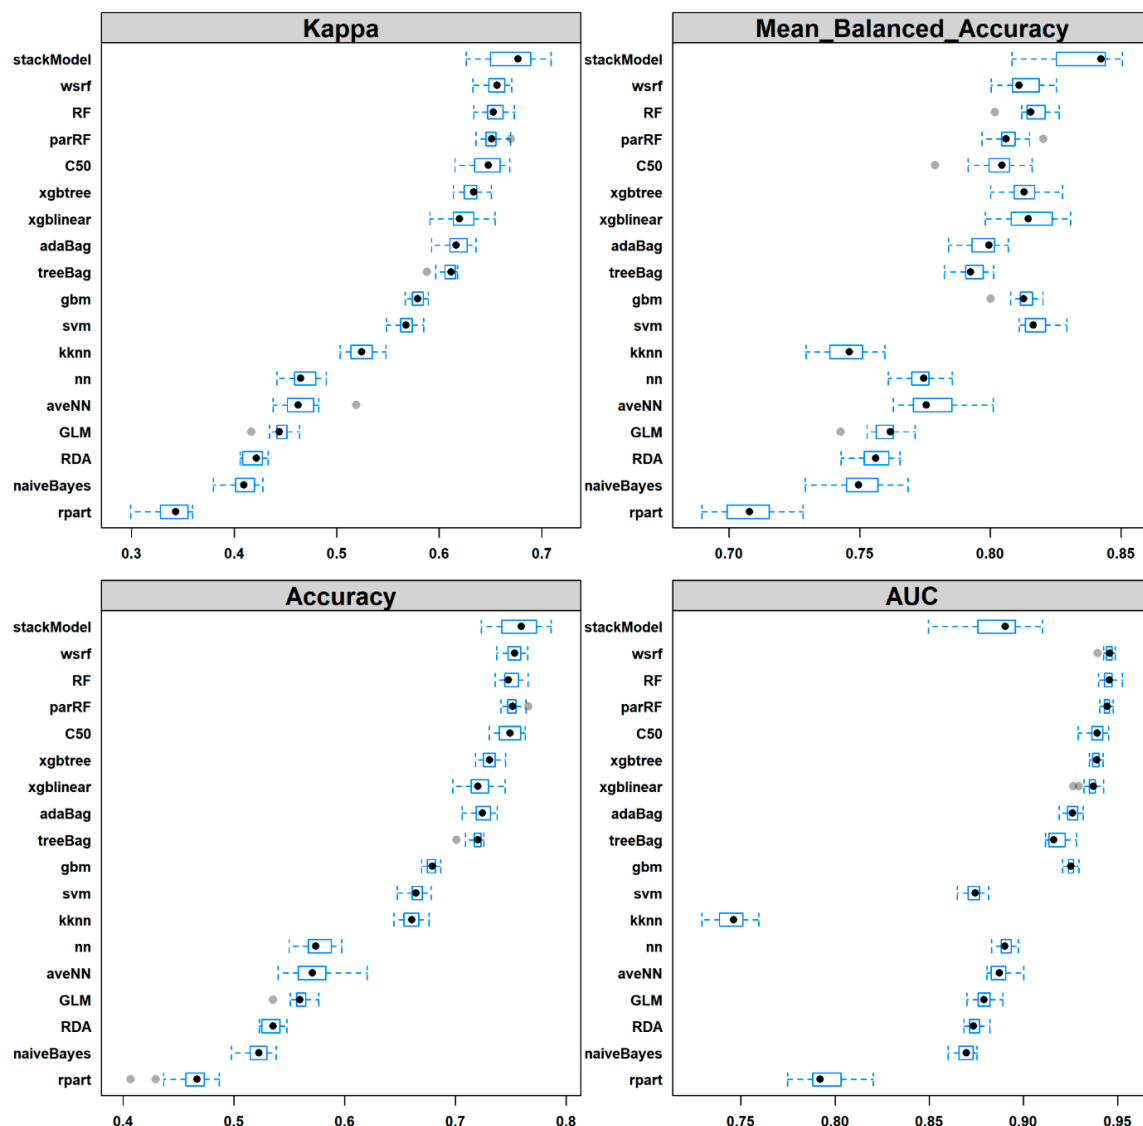 Kappa
stackModel
wsrf
RF
parRF
C50
xgbtree
xgblinear
adaBag
treeBag
gbm
svm
kknn
nn
aveNN
GLM
RDA
naiveBayes
rpart
0.3 0.4 0.5 0.6 0.7
Mean_Balanced_Accuracy
stackModel
wsrf
RF
parRF
C50
xgbtree
xgblinear
adaBag
treeBag
gbm
svm
kknn
nn
aveNN
GLM
RDA
naiveBayes
rpart
0.70 0.75 0.80 0.85
Accuracy
stackModel
wsrf
RF
parRF
C50
xgbtree
xgblinear
adaBag
treeBag
gbm
svm
kknn
nn
aveNN
GLM
RDA
naiveBayes
rpart
0.4 0.5 0.6 0.7 0.8
AUC
stackModel
wsrf
RF
parRF
C50
xgbtree
xgblinear
adaBag
treeBag
gbm
svm
kknn
nn
aveNN
GLM
RDA
naiveBayes
rpart
0.75 0.80 0.85 0.90 0.95